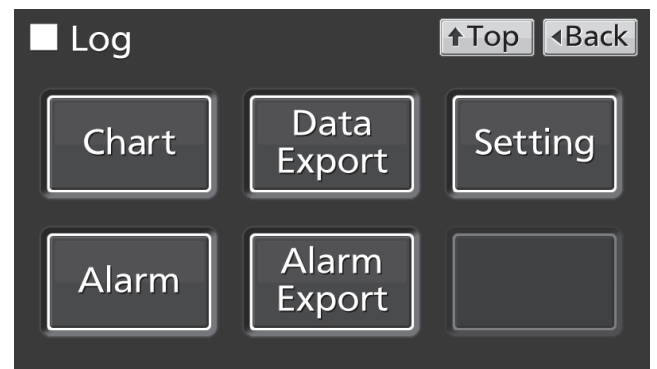 Log
↑Top
◂Back
Chart
Data
Export
Setting
Alarm
Alarm
Export